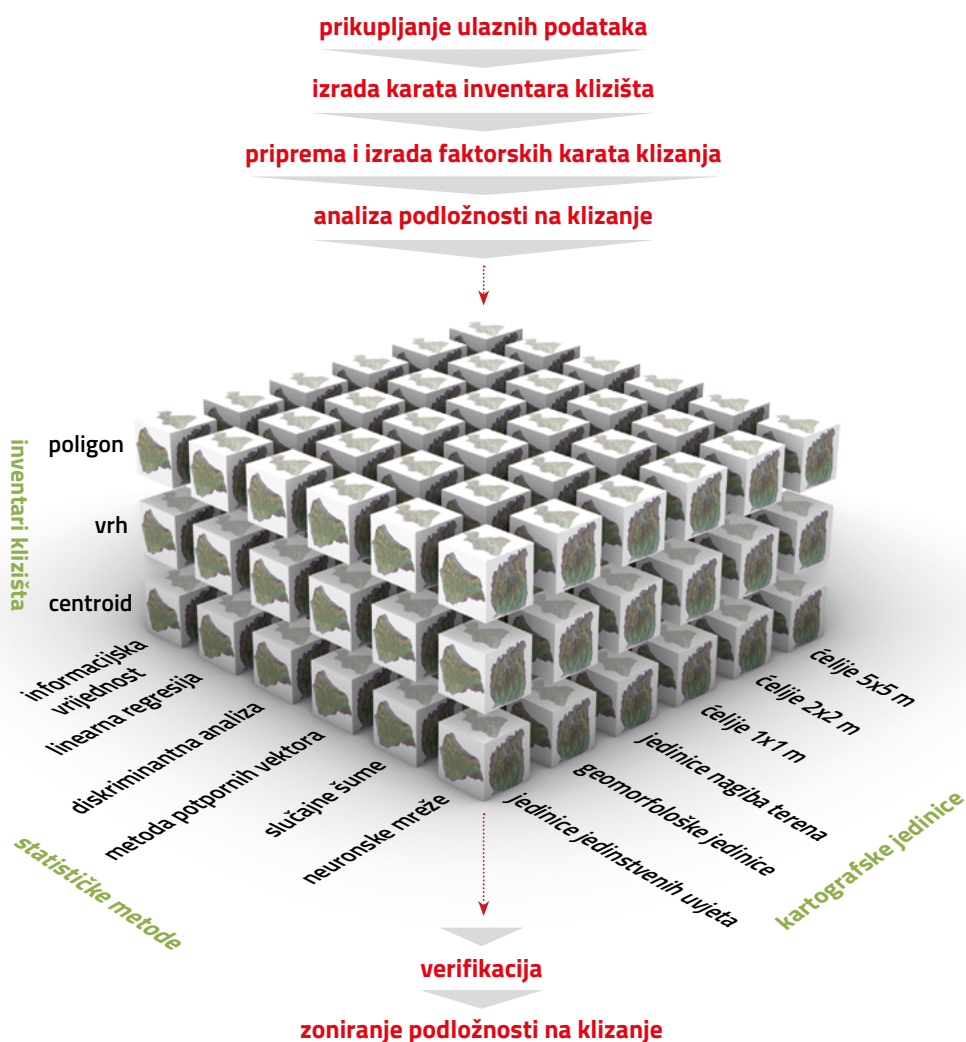 prikupljanje ulaznih podataka
izrada karata inventara klizišta
priprema i izrada faktorskih karata klizanja
analiza podložnosti na klizanje
inventari klizišta
poligon
vrh
centroid
informacijska
vrijednost
linearna regresija
diskriminantna analiza
metoda potpornih vektora
slučajne šume
neuronske mreže
statističke metode
ćelije 5x5 m
ćelije 2x2 m
ćelije 1x1 m
jedinice nagiba terena
geomorfološke jedinice
jedinice jedinstvenih uvjeta
kartografske jedinice
verifikacija
zoniranje podložnosti na klizanje